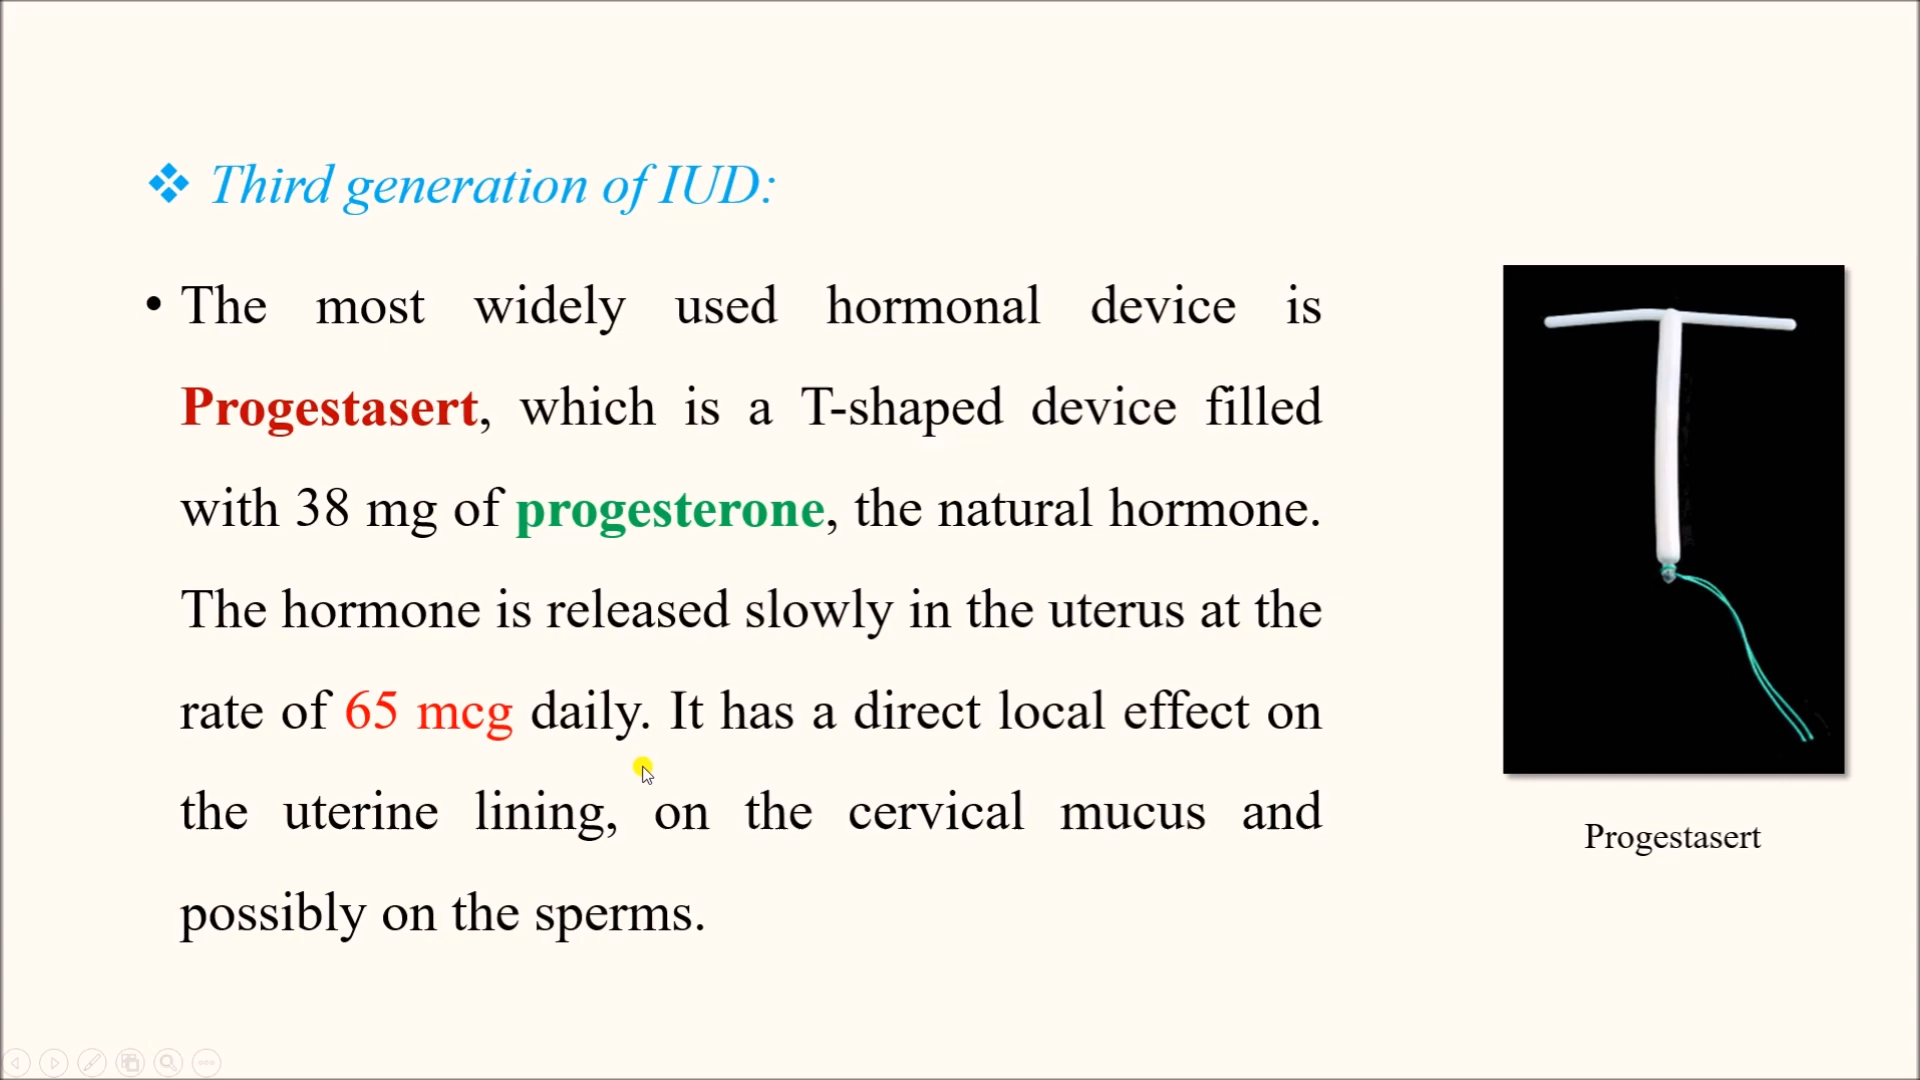 ❖ Third generation of IUD:
• The most widely used hormonal device is
Progestasert, which is a T-shaped device filled
with 38 mg of progesterone, the natural hormone.
The hormone is released slowly in the uterus at the
rate of 65 mcg daily. It has a direct local effect on
the uterine lining, on the cervical mucus and
possibly on the sperms.
Progestasert